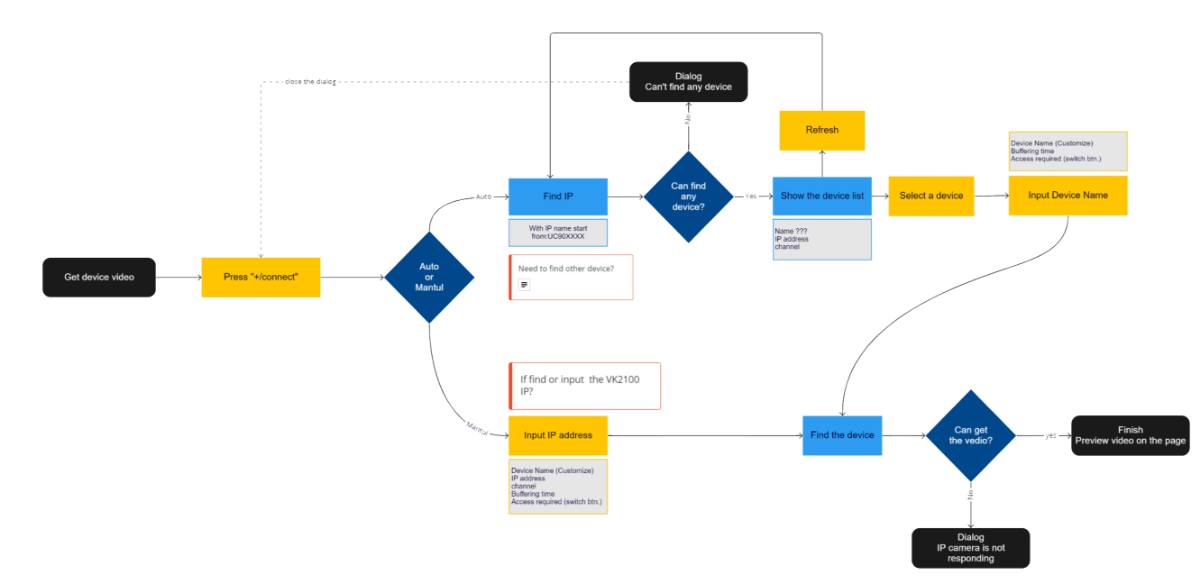 close the dialog
Dialog
Can't find any device
No
Refresh
Device Name (Customize)
Buffering time
Access required (switch btn.)
Auto
Find IP
Can find
any
device?
yes
Show the device list
Select a device
Input Device Name
With IP name start
from:UC90XXXX
Name ???
IP address
channel
Get device video
Press "+/connect"
Auto
or
Mantul
Need to find other device?
If find or input the VK2100
IP?
Mantul
Input IP address
Find the device
Can get
the vedio?
yes
Finish
Preview video on the page
Device Name (Customize)
IP address
channel
Buffering time
Access required (switch btn.)
No
Dialog
IP camera is not
responding